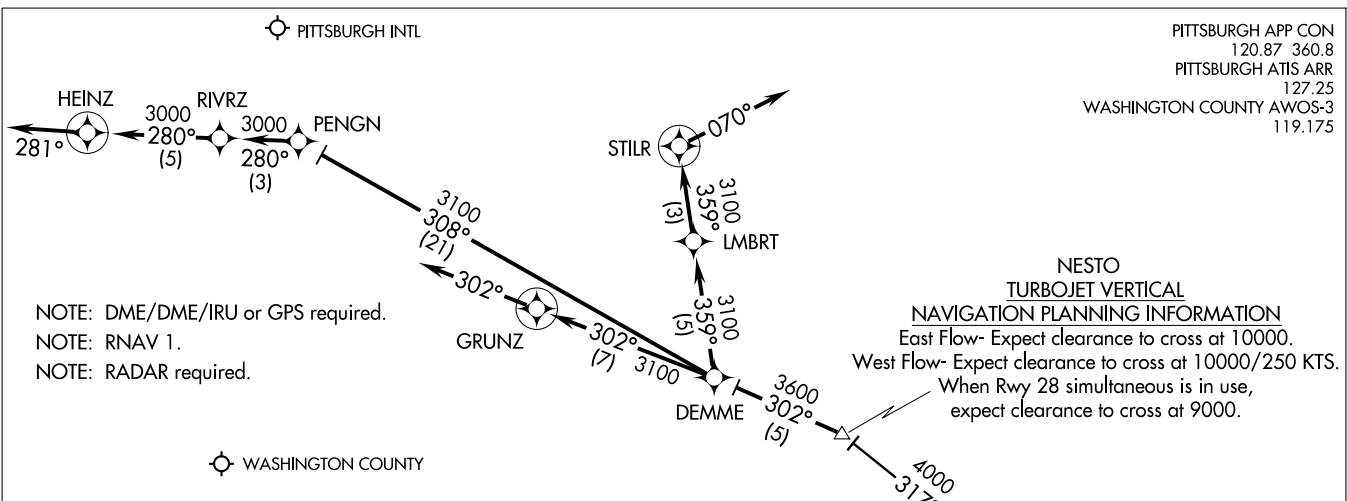 PITTSBURGH INTL
PITTSBURGH APP CON
120.87 360.8
PITTSBURGH ATIS ARR
127.25
WASHINGTON COUNTY AWOS-3
119.175
HEINZ
RIVRZ
PENGN
281°
3000
280°
(5)
3000
280°
(3)
STILR
070°
3100
359°
(3)
LMBRT
3100
308°
(21)
302°
GRUNZ
302°
(7)
3100
3100
359°
(5)
DEMME
3600
302°
(5)
4000
317°
NOTE: DME/DME/IRU or GPS required.
NOTE: RNAV 1.
NOTE: RADAR required.
NESTO
TURBOJET VERTICAL
NAVIGATION PLANNING INFORMATION
East Flow- Expect clearance to cross at 10000.
West Flow- Expect clearance to cross at 10000/250 KTS.
When Rwy 28 simultaneous is in use,
expect clearance to cross at 9000.
WASHINGTON COUNTY